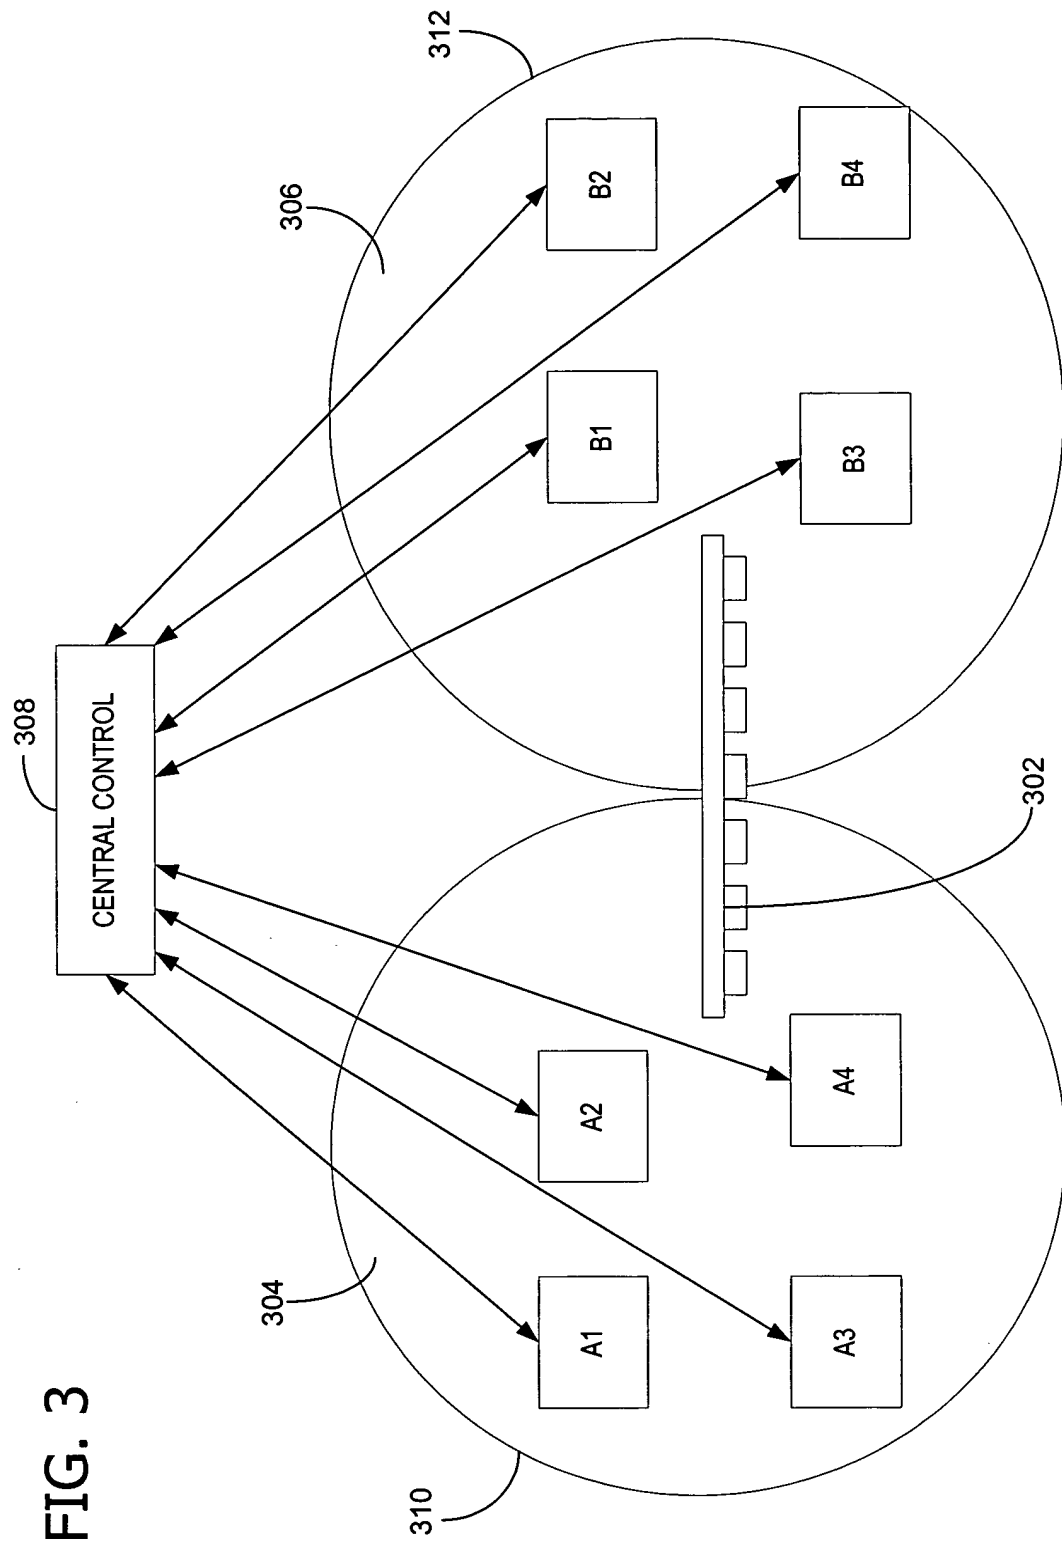 FIG. 3
308
CENTRAL CONTROL
304
306
310
312
A1
A2
B1
B2
A3
A4
B3
B4
302